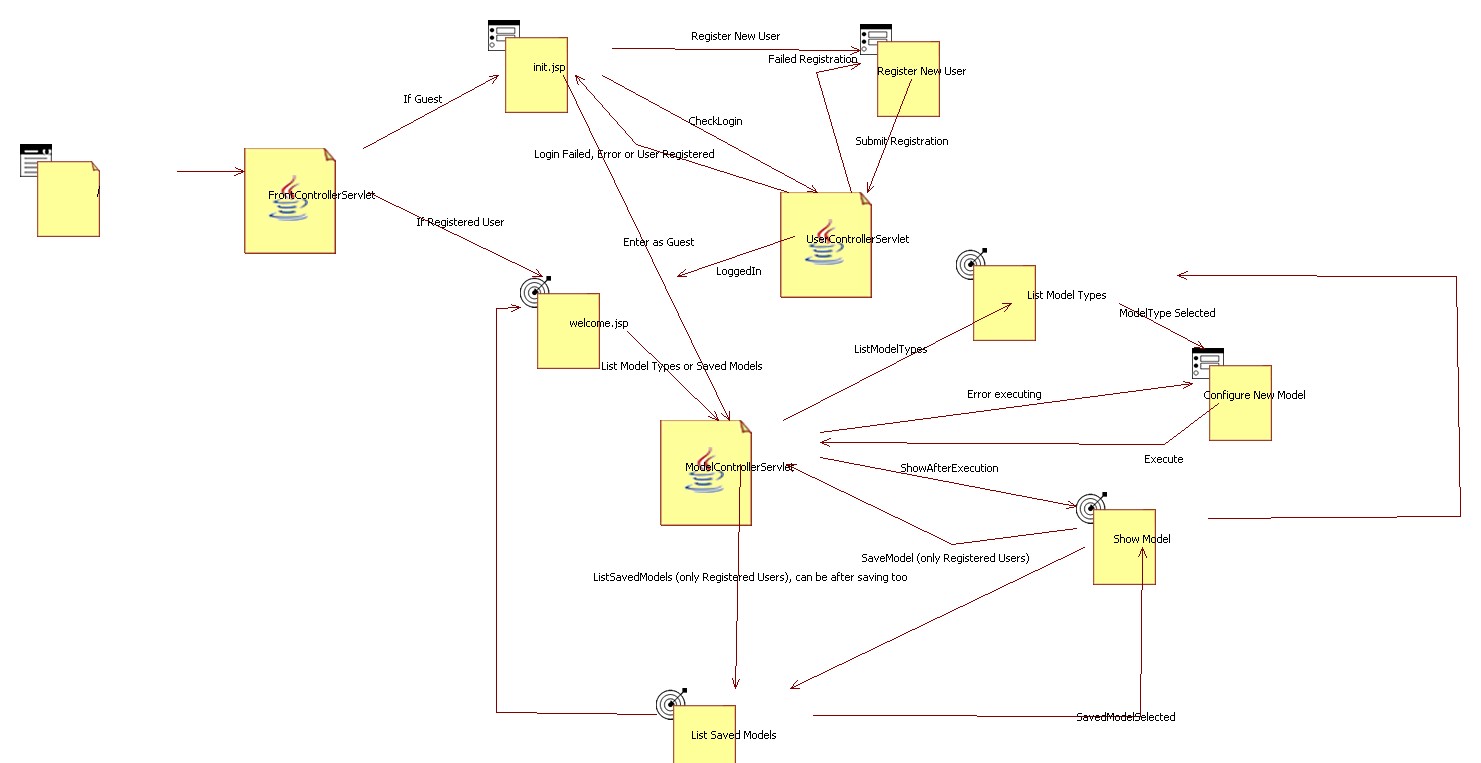 Register New User
Failed Registration
init.jsp
Register New User
If Guest
CheckLogin
Submit Registration
Login Failed, Error or User Registered
/
FrontControllerServlet
If Registered User
Enter as Guest
UserControllerServlet
LoggedIn
List Model Types
ModelType Selected
welcome.jsp
ListModelTypes
List Model Types or Saved Models
Error executing
Configure New Model
Execute
ModelControllerServlet
ShowAfterExecution
Show Model
SaveModel (only Registered Users)
ListSavedModels (only Registered Users), can be after saving too
SavedModelSelected
List Saved Models